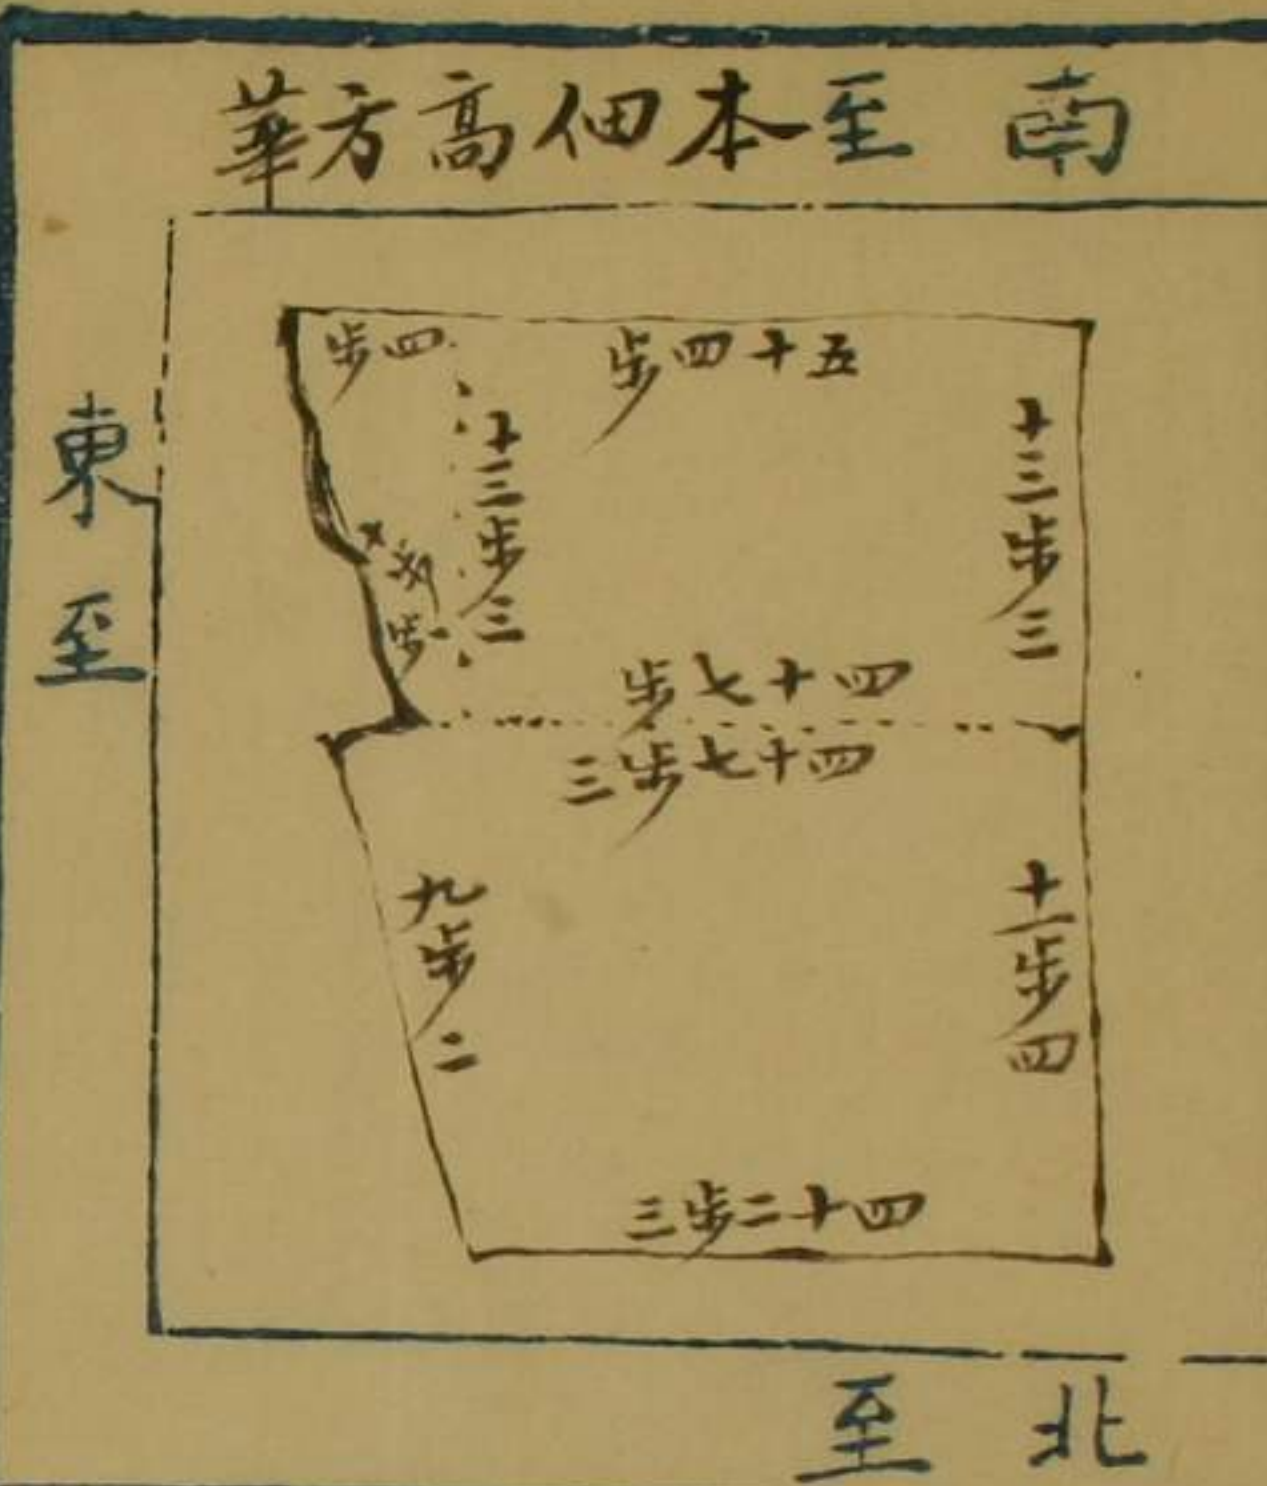 南至本佃高方華
五十四步
四步
十三步三
十三步三
步一
四十七步
四十七步三
十一步四
九步二
四十二步三
東至
北至